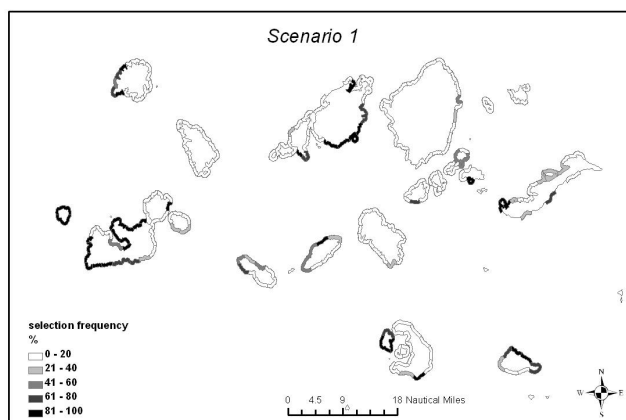 Scenario 1
selection frequency
%
0 - 20
21 - 40
41 - 60
61 - 80
81 - 100
0 4.5 9 18 Nautical Miles
N
W E
S